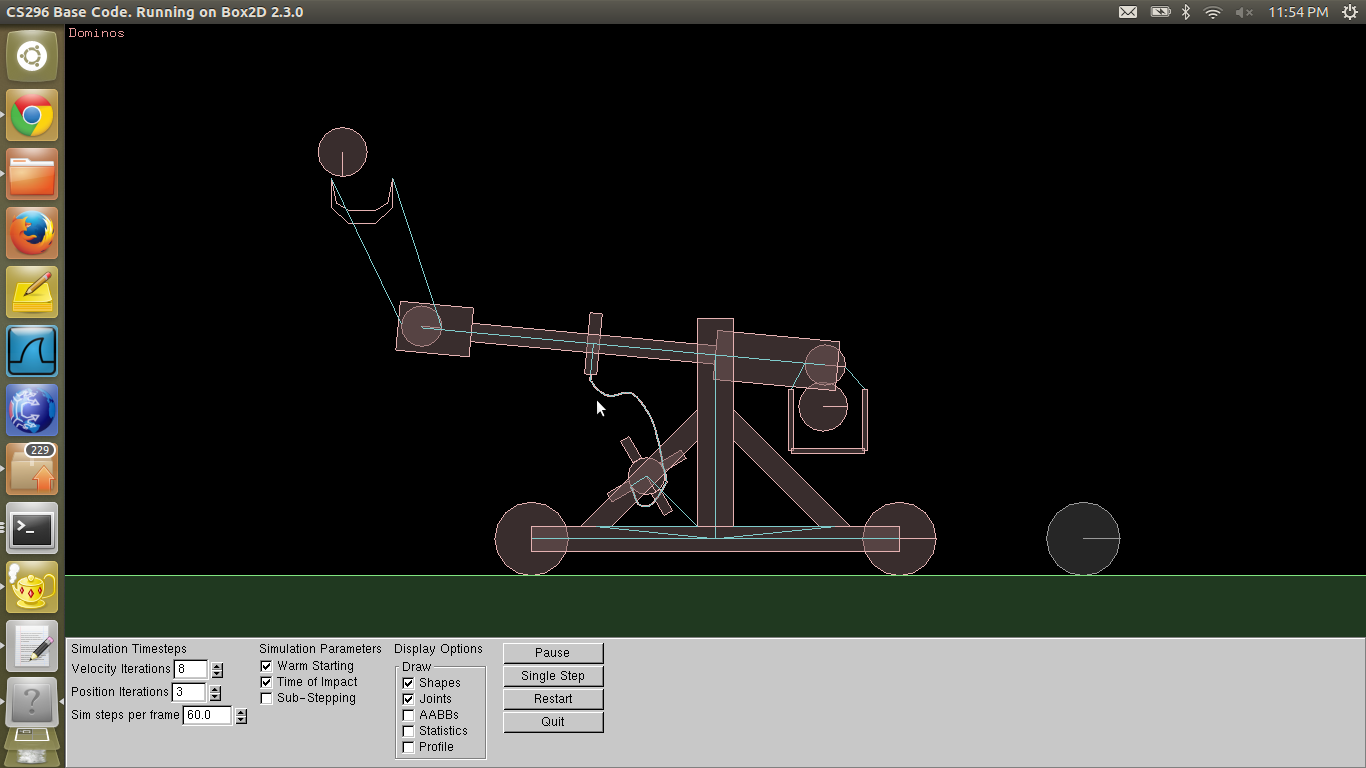 CS296 Base Code. Running on Box2D 2.3.0
11:54 PM
Dominos
229
>_
?
Simulation Timesteps
Velocity Iterations 8
Position Iterations 3
Sim steps per frame 60.0
Simulation Parameters
Warm Starting
Time of Impact
Sub-Stepping
Display Options
Draw
Shapes
Joints
AABBs
Statistics
Profile
Pause
Single Step
Restart
Quit